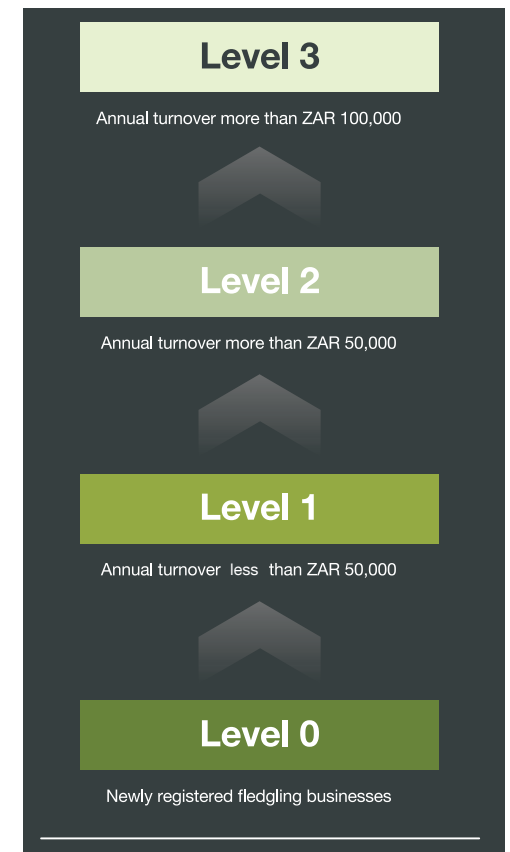 Level 3
Annual turnover more than ZAR 100,000
Level 2
Annual turnover more than ZAR 50,000
Level 1
Annual turnover less than ZAR 50,000
Level 0
Newly registered fledgling businesses